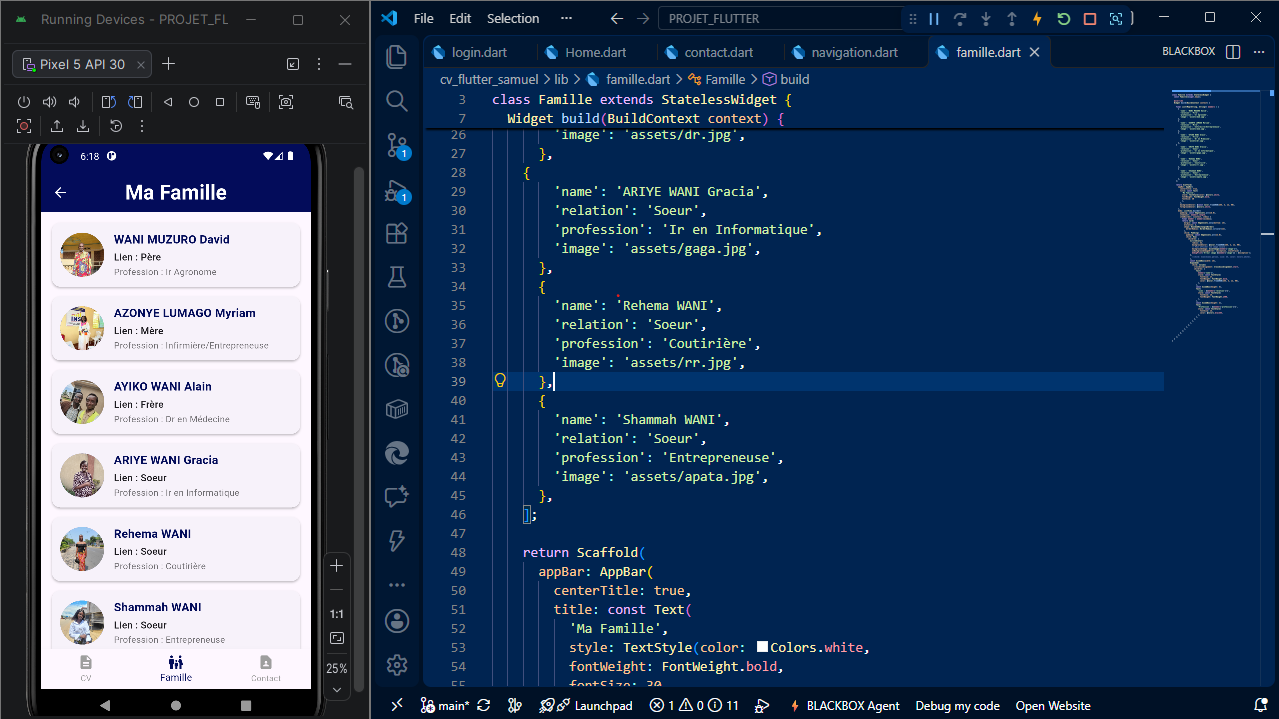 Running Devices - PROJET_FL
Pixel 5 API 30
6:18
Ma Famille
WANI MUZURO David
Lien : Père
Profession : Ir Agronome
AZONYE LUMAGO Myriam
Lien : Mère
Profession : Infirmière/Entrepreneuse
AYIKO WANI Alain
Lien : Frère
Profession : Dr en Médecine
ARIYE WANI Gracia
Lien : Soeur
Profession : Ir en Informatique
Rehema WANI
Lien : Soeur
Profession : Coutirière
Shammah WANI
Lien : Soeur
Profession : Entrepreneuse
CV
Famille
Contact
1:1
25%
File Edit Selection ···
PROJET_FLUTTER
login.dart
Home.dart
contact.dart
navigation.dart
famille.dart
BLACKBOX
cv_flutter_samuel > lib > famille.dart > Famille > build
3 class Famille extends StatelessWidget {
7 Widget build(BuildContext context) {
26 'image': 'assets/dr.jpg',
27 },
28 {
29 'name': 'ARIYE WANI Gracia',
30 'relation': 'Soeur',
31 'profession': 'Ir en Informatique',
32 'image': 'assets/gaga.jpg',
33 },
34 {
35 'name': 'Rehema WANI',
36 'relation': 'Soeur',
37 'profession': 'Coutirière',
38 'image': 'assets/rr.jpg',
39 },
40 {
41 'name': 'Shammah WANI',
42 'relation': 'Soeur',
43 'profession': 'Entrepreneuse',
44 'image': 'assets/apata.jpg',
45 },
46 ];
47
48 return Scaffold(
49 appBar: AppBar(
50 centerTitle: true,
51 title: const Text(
52 'Ma Famille',
53 style: TextStyle(color: Colors.white,
54 fontWeight: FontWeight.bold,
55 fontSize: 30
1
1
main*
Launchpad
1
0
11
BLACKBOX Agent
Debug my code
Open Website